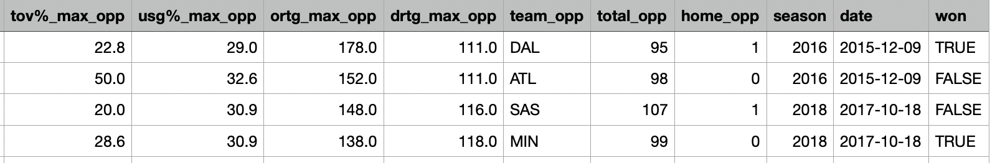 tov%_max_opp usg%_max_opp ortg_max_opp drtg_max_opp team_opp total_opp home_opp season date won
22.8 29.0 178.0 111.0 DAL 95 1 2016 2015-12-09 TRUE
50.0 32.6 152.0 111.0 ATL 98 0 2016 2015-12-09 FALSE
20.0 30.9 148.0 116.0 SAS 107 1 2018 2017-10-18 FALSE
28.6 30.9 138.0 118.0 MIN 99 0 2018 2017-10-18 TRUE